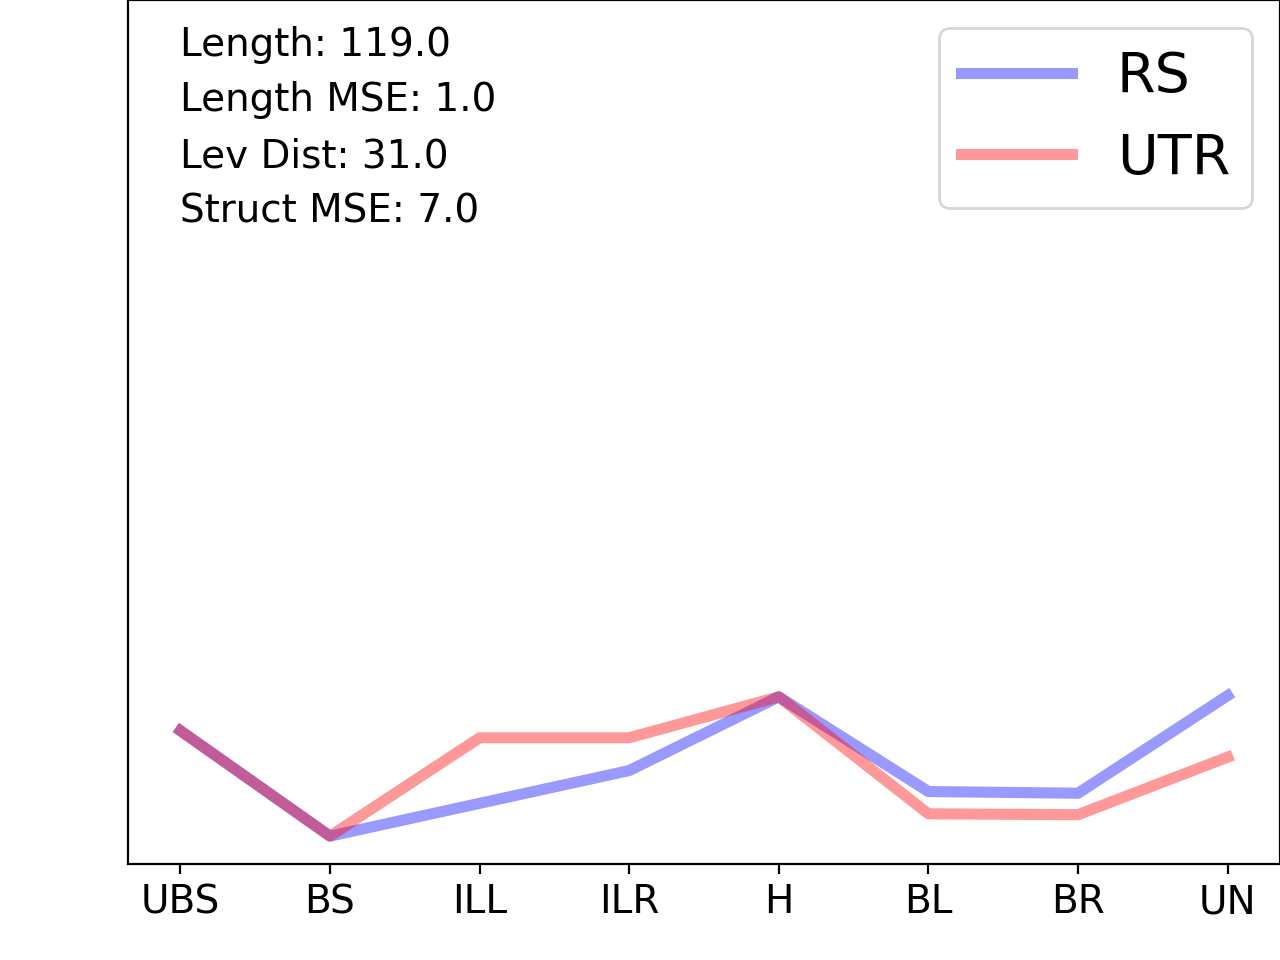 Length: 119.0
Length MSE: 1.0
Lev Dist: 31.0
Struct MSE: 7.0
RS
UTR
UBS BS ILL ILR H BL BR UN